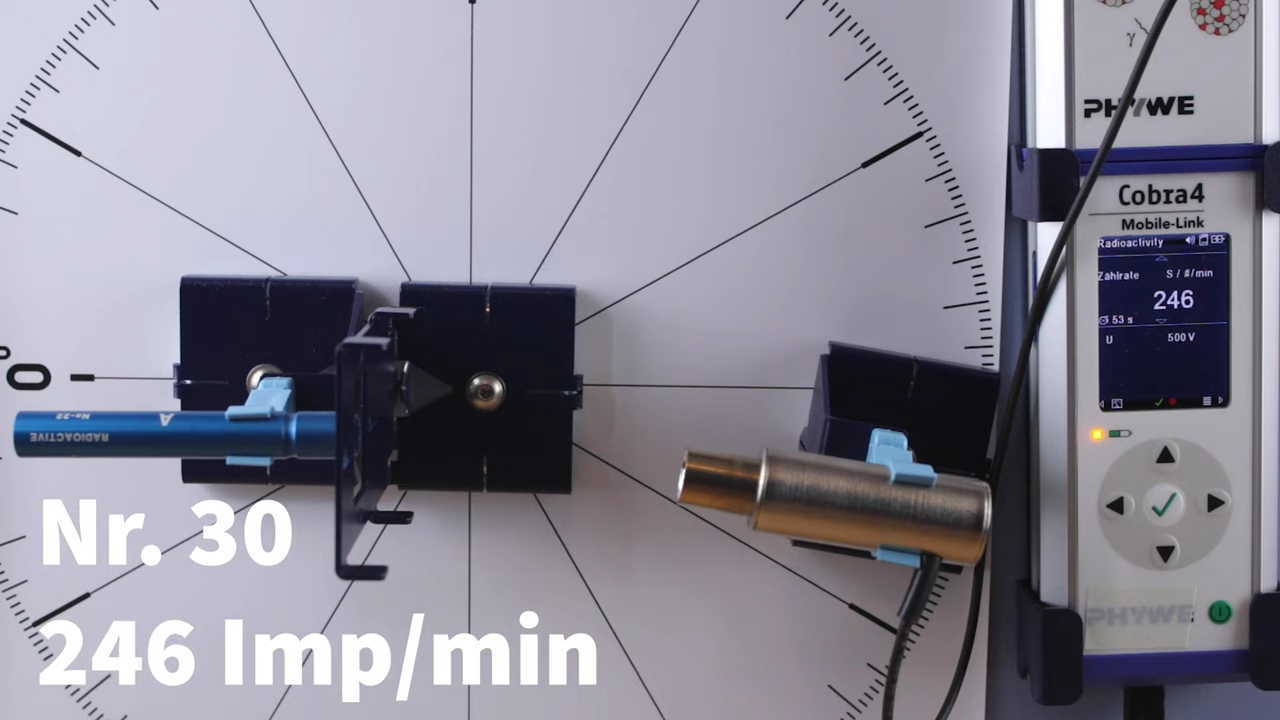 γ
PHYWE
Cobra4
Mobile-Link
Radioactivity
Zählrate S / #/min
246
53 s
U 500 V
0°
A Na-22
RADIOACTIVE
PHYWE
Nr. 30
246 Imp/min